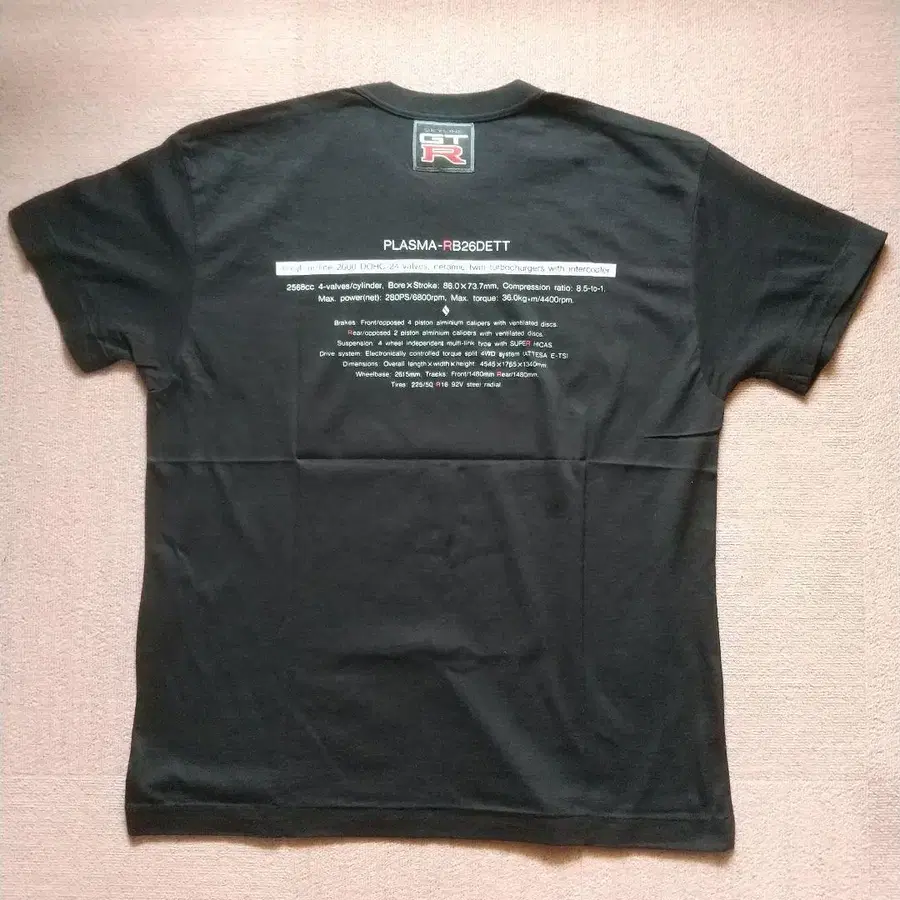 SKYLINE
GT
R
PLASMA-RB26DETT
in-line 2600 DOHC 24-valves, ceramic twin turbochargers with intercooler
2568cc 4-valves/cylinder, Bore×Stroke: 86.0×73.7mm, Compression ratio: 8.5-to-1,
Max. power(net): 280PS/6800rpm, Max. torque: 36.0kg·m/4400rpm.
Brakes: Front/opposed 4 piston alminium calipers with ventilated discs.
Rear/opposed 2 piston alminium calipers with ventilated discs.
Suspension: 4 wheel independent multi-link type with SUPER HICAS.
Drive system: Electronically controlled torque split 4WD system (ATTESA E-TS)
Dimensions: Overall length×width×height: 4545×1755×1340mm
Wheelbase: 2615mm, Tracks: Front/1480mm Rear/1480mm.
Tires: 225/50 R16 92V steel radial.